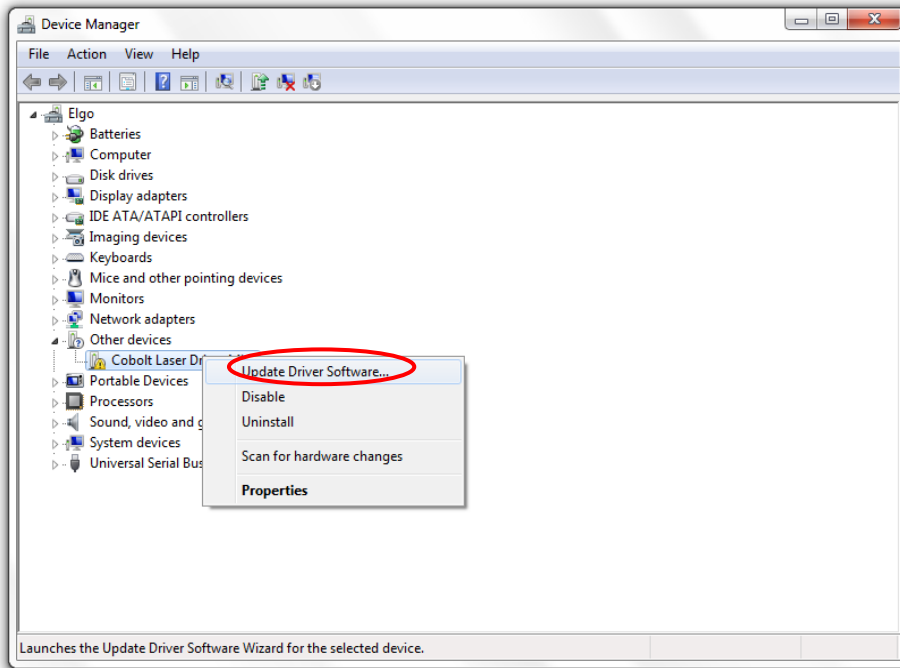 Device Manager
File Action View Help
Elgo
Batteries
Computer
Disk drives
Display adapters
IDE ATA/ATAPI controllers
Imaging devices
Keyboards
Mice and other pointing devices
Monitors
Network adapters
Other devices
Cobolt Laser
Update Driver Software...
Portable Devices
Disable
Processors
Uninstall
Sound, video and
System devices
Scan for hardware changes
Universal Serial
Properties
Launches the Update Driver Software Wizard for the selected device.